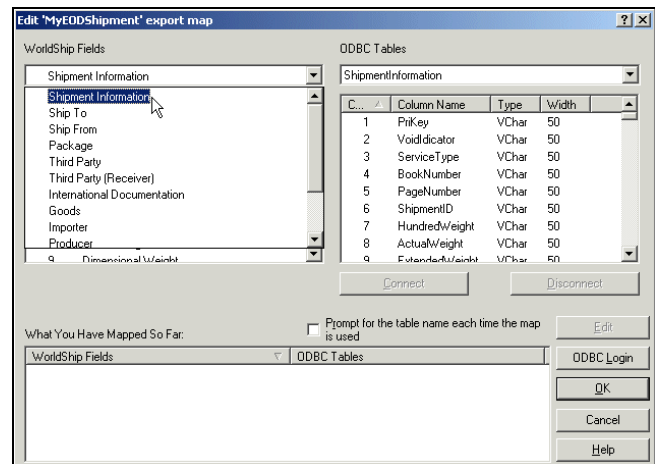 Edit 'MyEODShipment' export map
WorldShip Fields
ODBC Tables
Shipment Information
ShipmentInformation
Shipment Information
Ship To
Ship From
Package
Third Party
Third Party (Receiver)
International Documentation
Goods
Importer
Producer
9 Dimensional Weight
C... Column Name Type Width
1 PriKey VChar 50
2 VoidIdicator VChar 50
3 ServiceType VChar 50
4 BookNumber VChar 50
5 PageNumber VChar 50
6 ShipmentID VChar 50
7 HundredWeight VChar 50
8 ActualWeight VChar 50
9 ExtendedWeight VChar 50
Connect
Disconnect
What You Have Mapped So Far:
Prompt for the table name each time the map
is used
Edit
WorldShip Fields
ODBC Tables
ODBC Login
OK
Cancel
Help